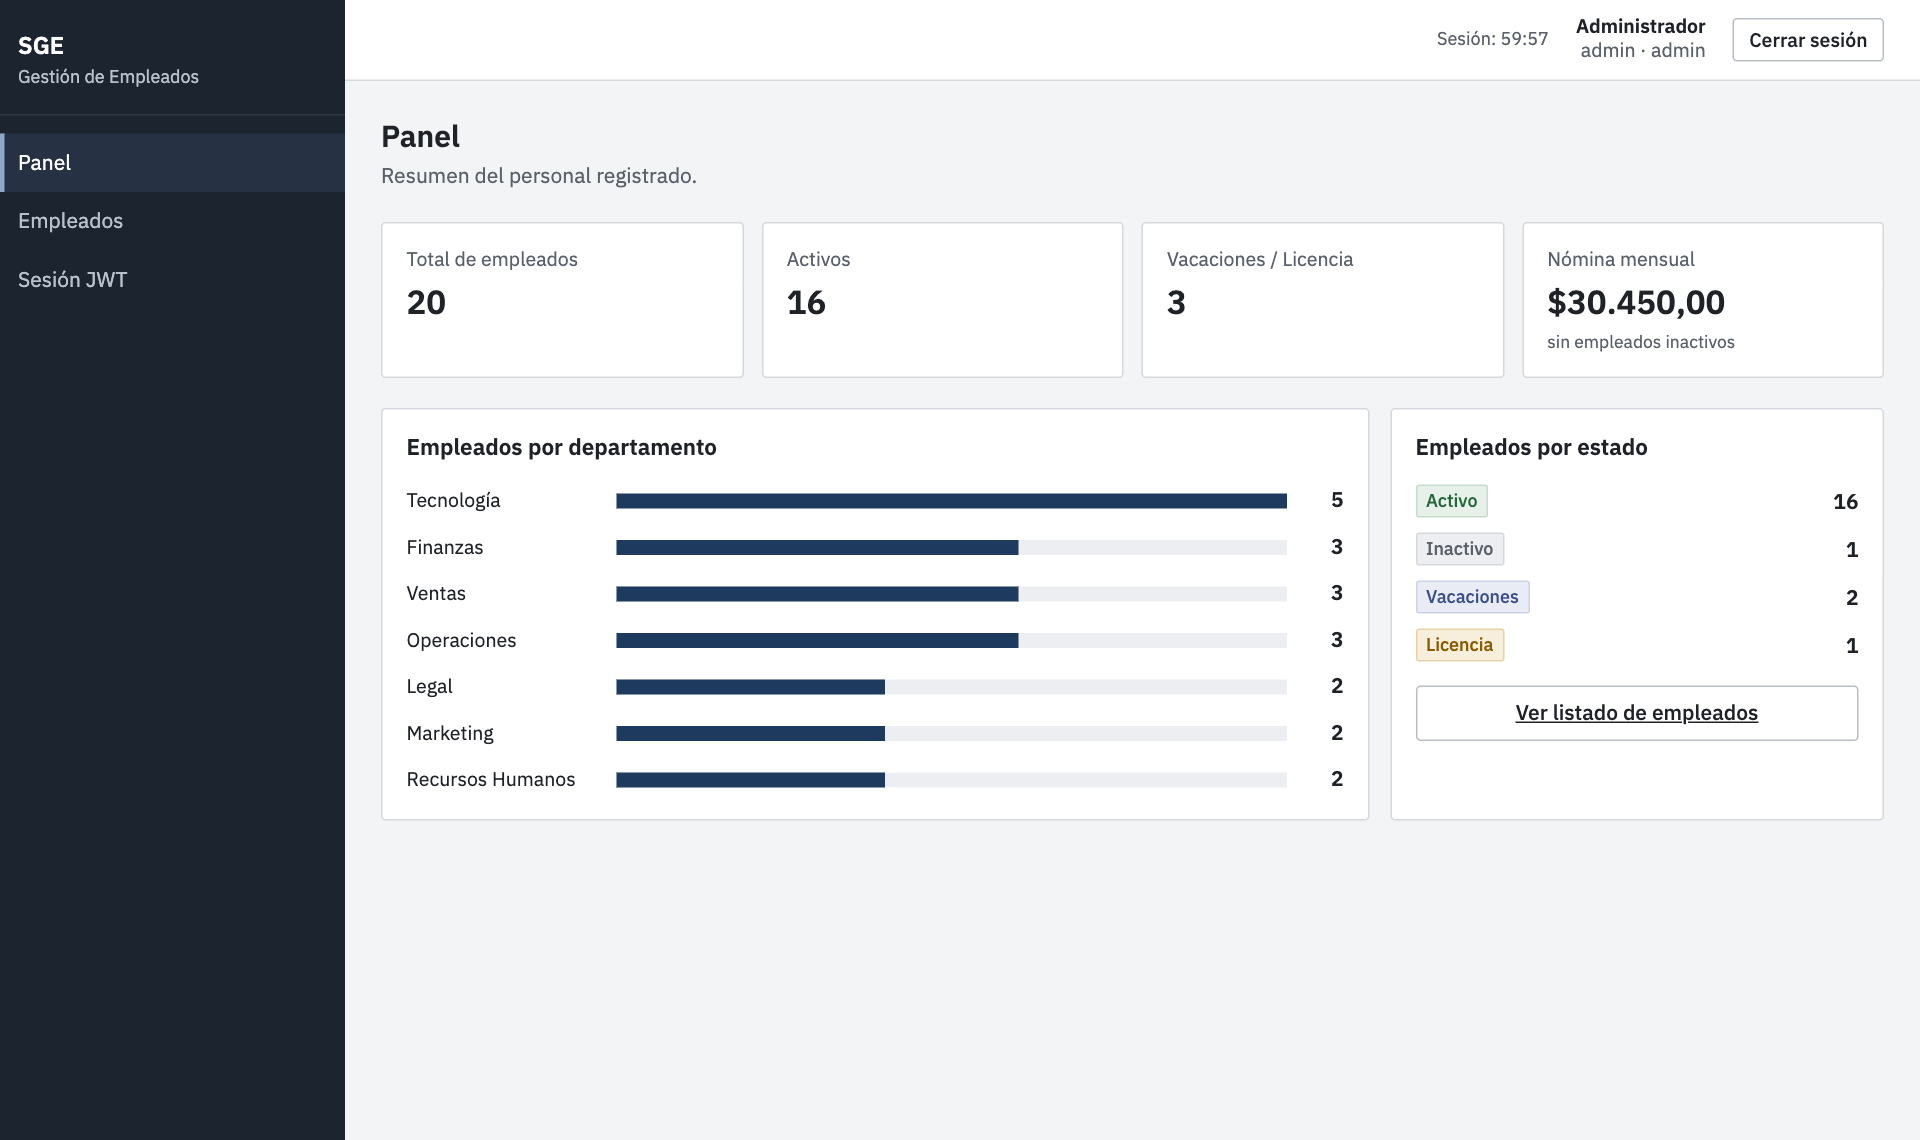 SGE
Gestión de Empleados
Panel
Empleados
Sesión JWT
Sesión: 59:57
Administrador
admin · admin
Cerrar sesión
Panel
Resumen del personal registrado.
Total de empleados
20
Activos
16
Vacaciones / Licencia
3
Nómina mensual
$30.450,00
sin empleados inactivos
Empleados por departamento
Tecnología 5
Finanzas 3
Ventas 3
Operaciones 3
Legal 2
Marketing 2
Recursos Humanos 2
Empleados por estado
Activo 16
Inactivo 1
Vacaciones 2
Licencia 1
Ver listado de empleados